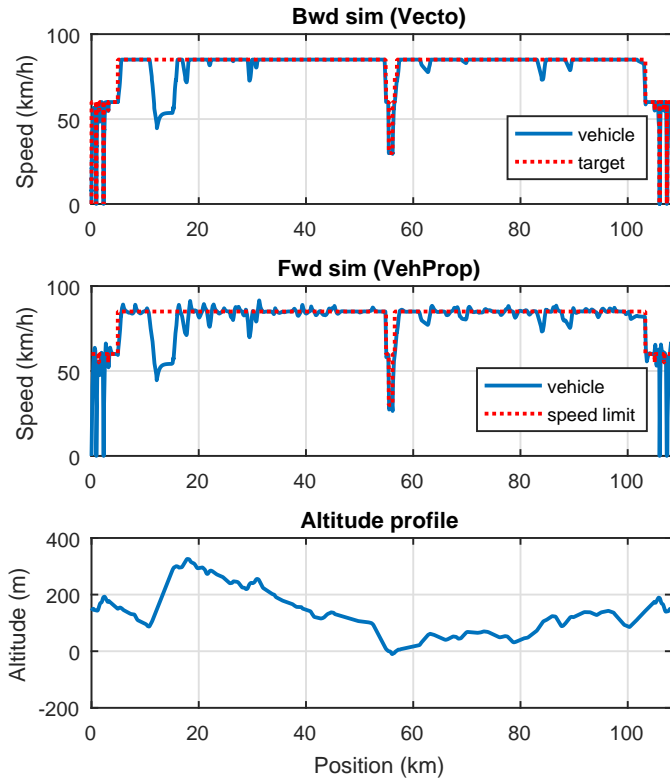 Bwd sim (Vecto)
100
50
0
Speed (km/h)
vehicle
target
0 20 40 60 80 100
Fwd sim (VehProp)
100
50
0
Speed (km/h)
vehicle
speed limit
0 20 40 60 80 100
Altitude profile
400
200
0
-200
Altitude (m)
0 20 40 60 80 100
Position (km)